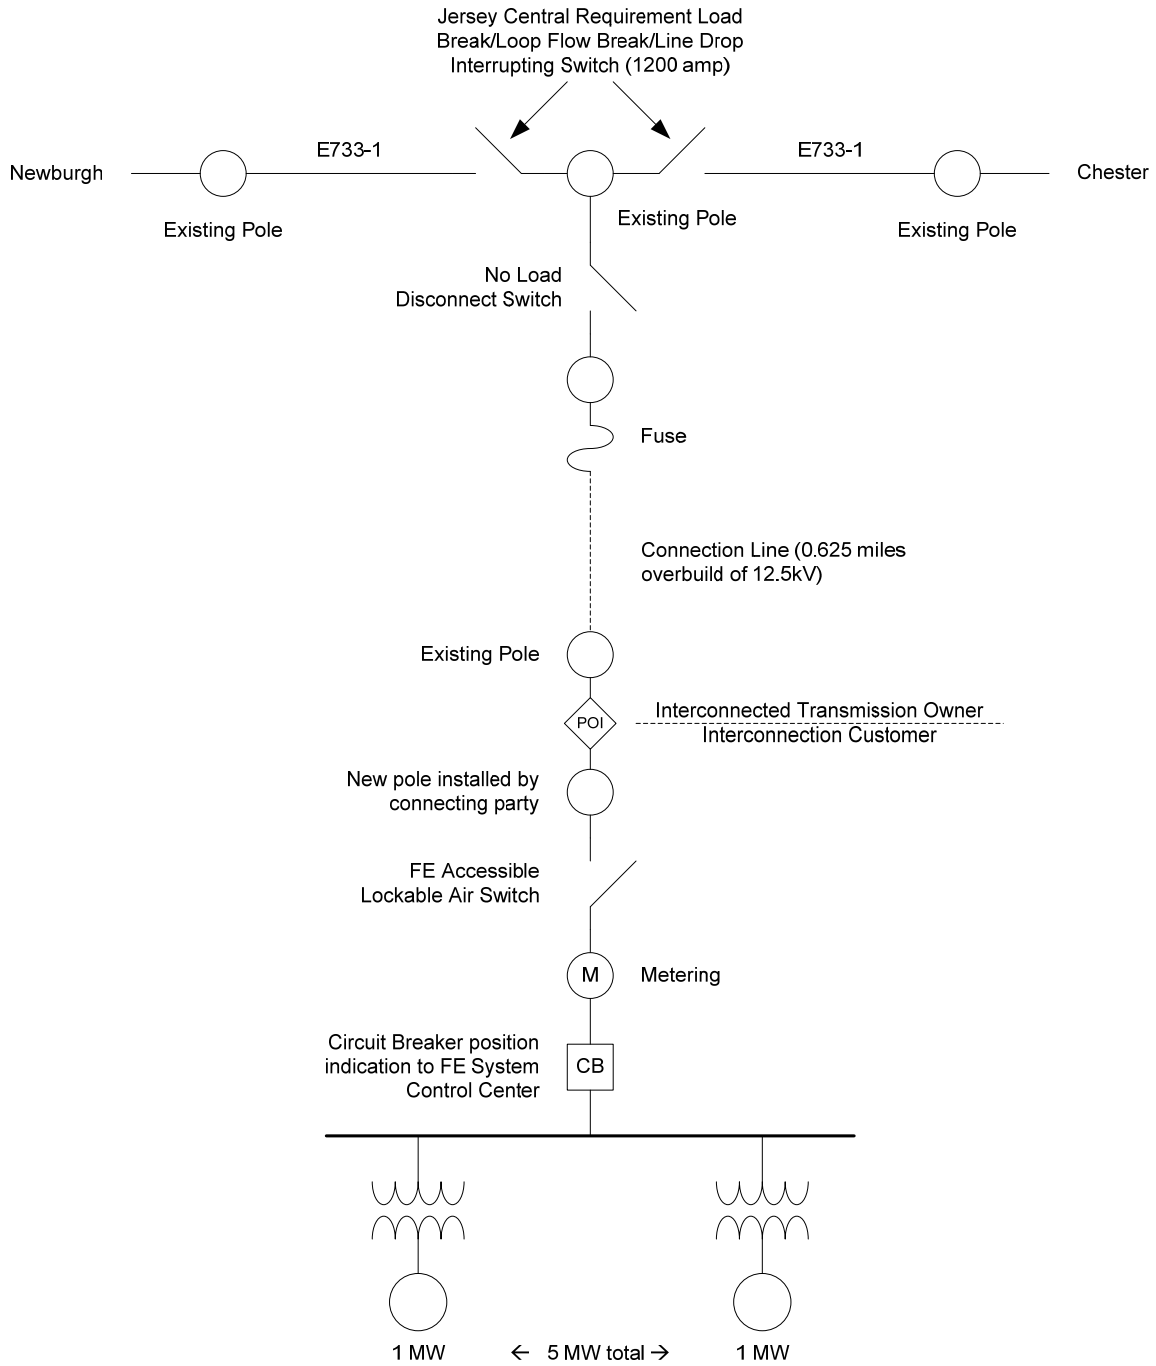 Jersey Central Requirement Load
Break/Loop Flow Break/Line Drop
Interrupting Switch (1200 amp)
Newburgh
E733-1
E733-1
Chester
Existing Pole
Existing Pole
Existing Pole
No Load
Disconnect Switch
Fuse
Connection Line (0.625 miles
overbuild of 12.5kV)
Existing Pole
POI
Interconnected Transmission Owner
Interconnection Customer
New pole installed by
connecting party
FE Accessible
Lockable Air Switch
M
Metering
Circuit Breaker position
indication to FE System
Control Center
CB
1 MW
← 5 MW total →
1 MW